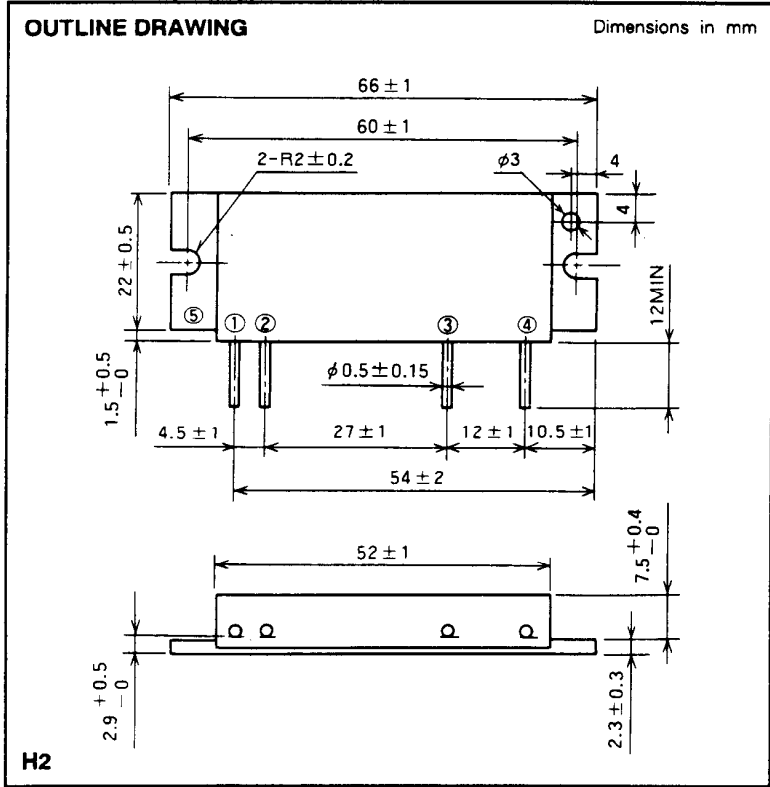 OUTLINE DRAWING
Dimensions in mm
66±1
60±1
2-R2±0.2
φ3
4
4
22±0.5
12MIN
⑤
①
②
③
④
1.5 +0.5 −0
φ0.5±0.15
4.5±1
27±1
12±1
10.5±1
54±2
52±1
7.5 +0.4 −0
2.9 +0.5 −0
2.3±0.3
H2